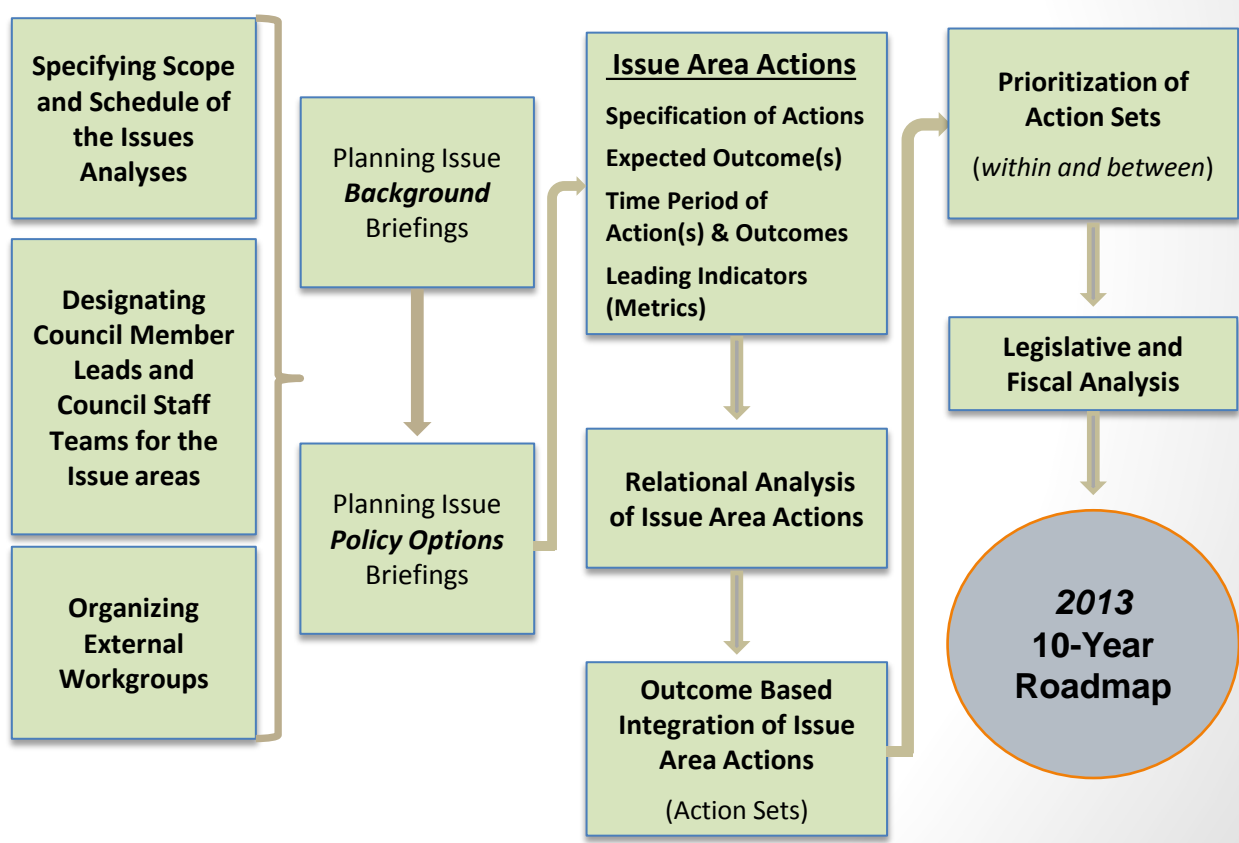 Specifying Scope
and Schedule of
the Issues
Analyses
Designating
Council Member
Leads and
Council Staff
Teams for the
Issue areas
Organizing
External
Workgroups
Planning Issue
Background
Briefings
Planning Issue
Policy Options
Briefings
Issue Area Actions
Specification of Actions
Expected Outcome(s)
Time Period of
Action(s) & Outcomes
Leading Indicators
(Metrics)
Relational Analysis
of Issue Area Actions
Outcome Based
Integration of Issue
Area Actions
(Action Sets)
Prioritization of
Action Sets
(within and between)
Legislative and
Fiscal Analysis
2013
10-Year
Roadmap